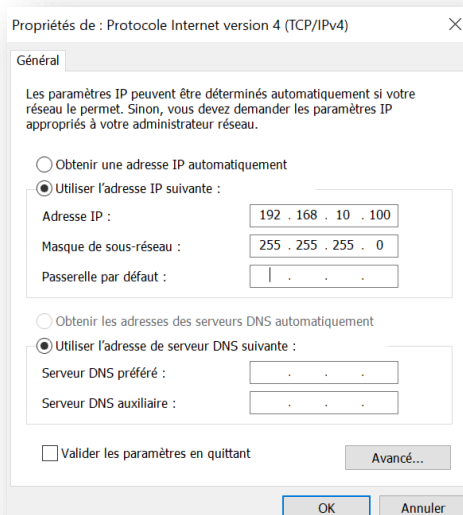 Propriétés de : Protocole Internet version 4 (TCP/IPv4)
Général
Les paramètres IP peuvent être déterminés automatiquement si votre
réseau le permet. Sinon, vous devez demander les paramètres IP
appropriés à votre administrateur réseau.
Obtenir une adresse IP automatiquement
Utiliser l'adresse IP suivante :
Adresse IP : 192 . 168 . 10 . 100
Masque de sous-réseau : 255 . 255 . 255 . 0
Passerelle par défaut : . . .
Obtenir les adresses des serveurs DNS automatiquement
Utiliser l'adresse de serveur DNS suivante :
Serveur DNS préféré : . . .
Serveur DNS auxiliaire : . . .
Valider les paramètres en quittant
Avancé...
OK Annuler